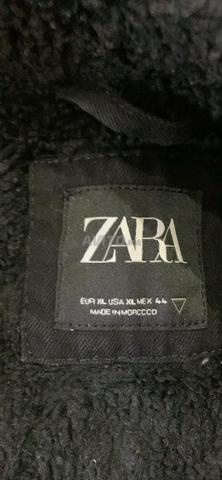 ZARA
EUR XL USA XL MEX 44
MADE IN MOROCCO